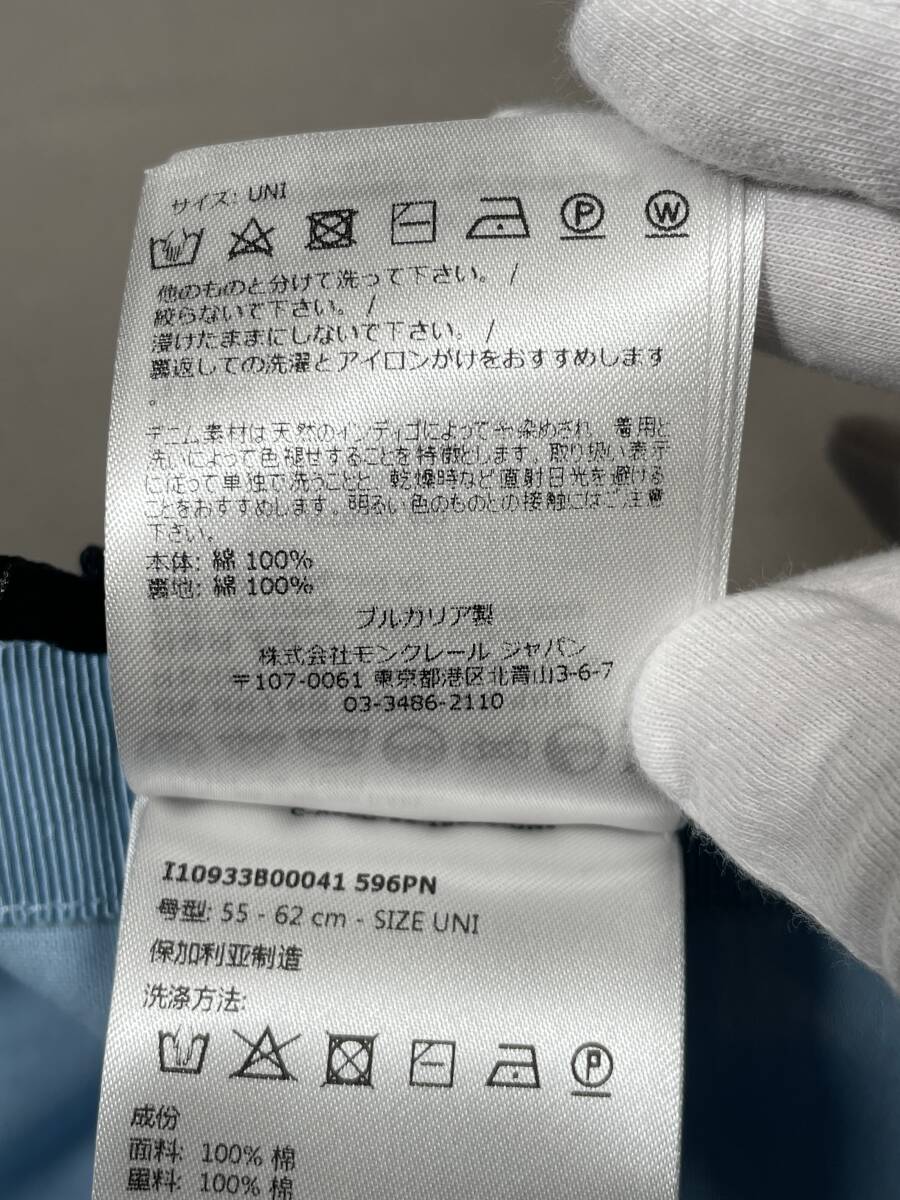 サイズ: UNI
P W
他のものと分けて洗って下さい。 /
絞らないで下さい。 /
浸けたままにしないで下さい。 /
裏返しての洗濯とアイロンがけをおすすめします
。
デニム素材は天然のインディゴによって糸染めされ、着用と
洗いによって色褪せすることを特徴とします。取り扱い表示
に従って単独で洗うことと、乾燥時など直射日光を避ける
ことをおすすめします。明るい色のものとの接触にはご注意
下さい。
本体: 綿 100%
裏地: 綿 100%
ブルガリア製
株式会社モンクレール ジャパン
〒107-0061 東京都港区北青山3-6-7
03-3486-2110
I10933B00041 596PN
号型: 55 - 62 cm - SIZE UNI
保加利亚制造
洗涤方法:
P
成份
面料: 100% 棉
里料: 100% 棉